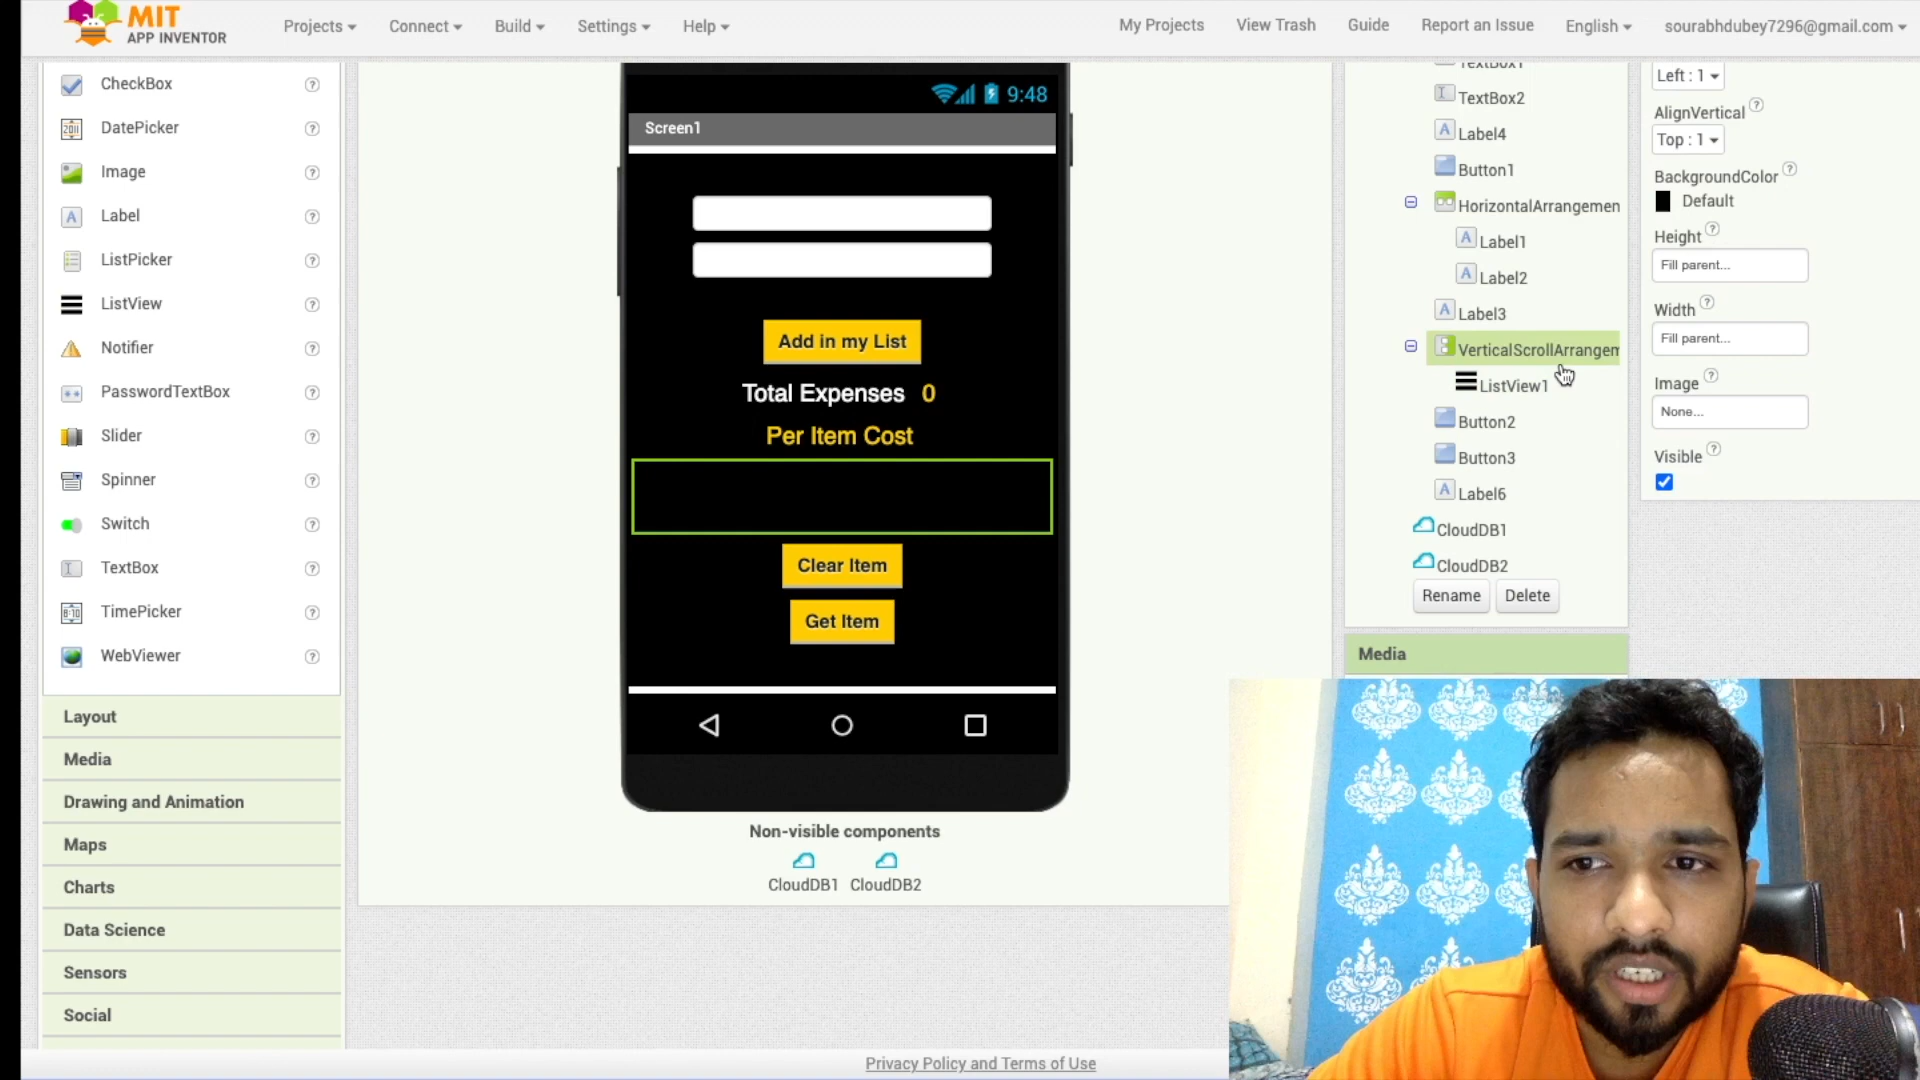 MIT
APP INVENTOR
Projects
Connect
Build
Settings
Help
My Projects
View Trash
Guide
Report an Issue
English
sourabhdubey7296@gmail.com
CheckBox
DatePicker
Image
Label
ListPicker
ListView
Notifier
PasswordTextBox
Slider
Spinner
Switch
TextBox
TimePicker
WebViewer
Layout
Media
Drawing and Animation
Maps
Charts
Data Science
Sensors
Social
9:48
Screen1
Add in my List
Total Expenses 0
Per Item Cost
Clear Item
Get Item
Non-visible components
CloudDB1 CloudDB2
TextBox1
TextBox2
Label4
Button1
HorizontalArrangemen
Label1
Label2
Label3
VerticalScrollArrangem
ListView1
Button2
Button3
Label6
CloudDB1
CloudDB2
Rename Delete
Media
Left : 1
AlignVertical
Top : 1
BackgroundColor
Default
Height
Fill parent...
Width
Fill parent...
Image
None...
Visible
Privacy Policy and Terms of Use